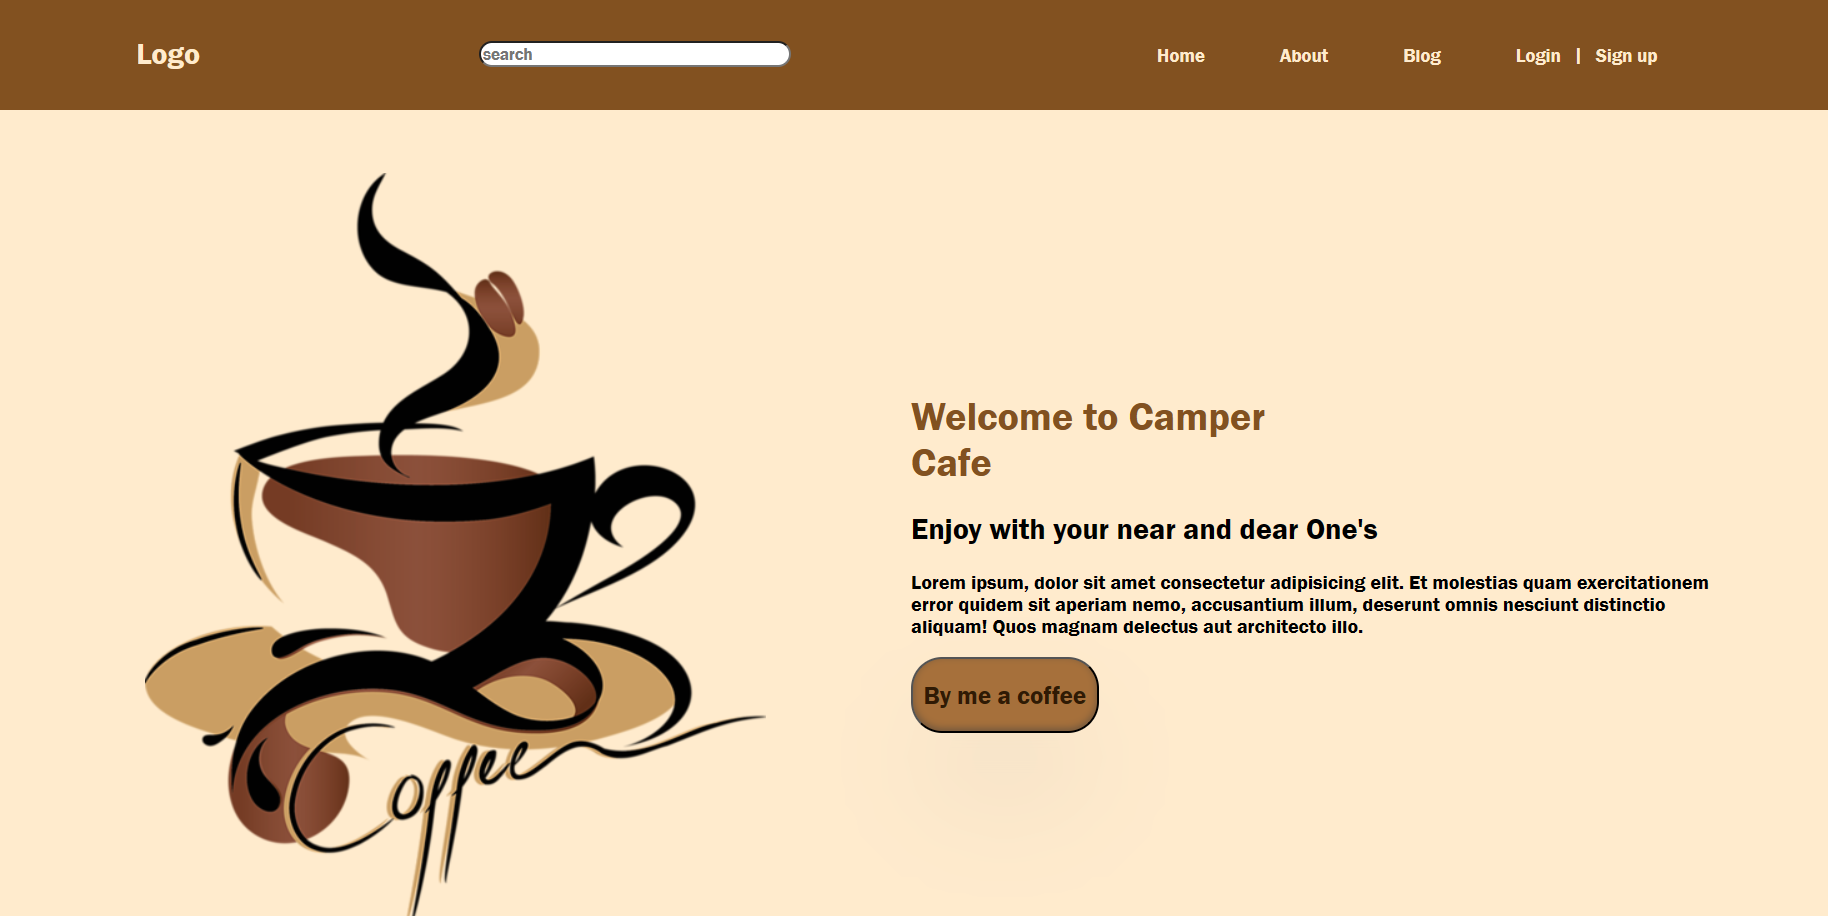 Logo
search
Home About Blog Login | Sign up
Welcome to Camper
Cafe
Enjoy with your near and dear One's
Lorem ipsum, dolor sit amet consectetur adipisicing elit. Et molestias quam exercitationem
error quidem sit aperiam nemo, accusantium illum, deserunt omnis nesciunt distinctio
aliquam! Quos magnam delectus aut architecto illo.
By me a coffee
Coffee